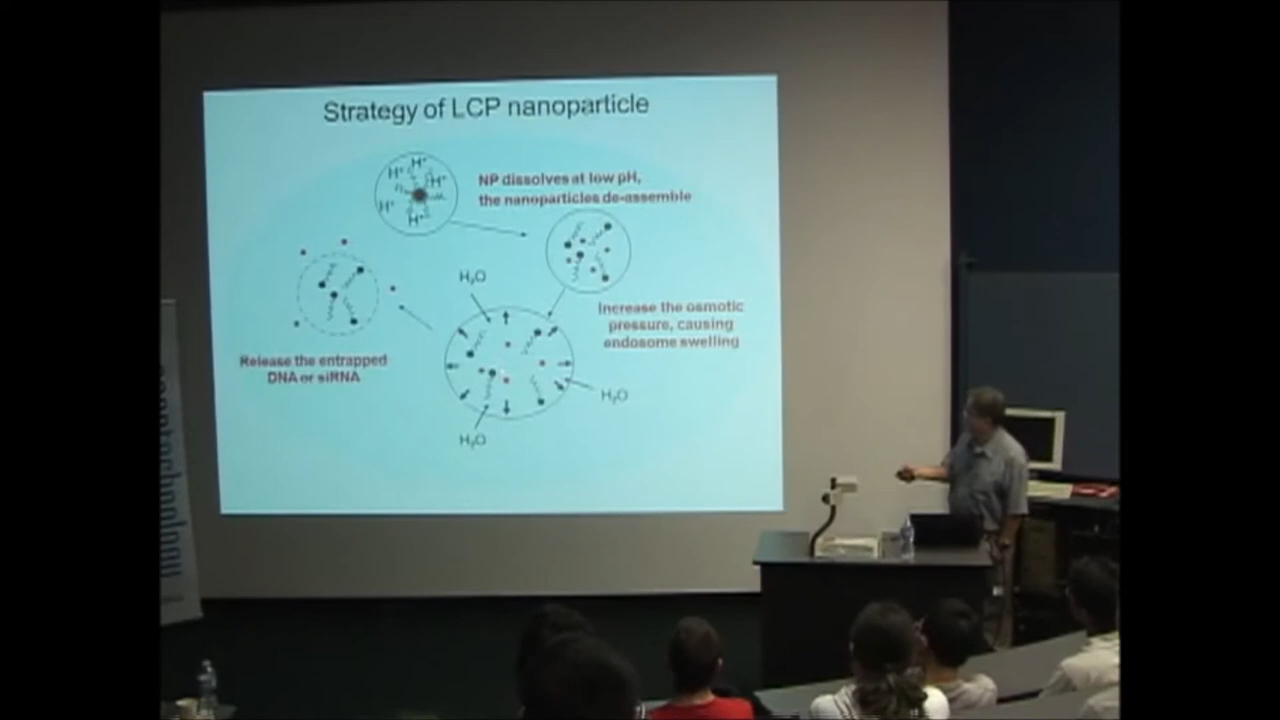 Strategy of LCP nanoparticle
H⁺
H⁺
H⁺
H⁺
H⁺
NP dissolves at low pH,
the nanoparticles de-assemble
H₂O
Increase the osmotic
pressure, causing
endosome swelling
Release the entrapped
DNA or siRNA
H₂O
H₂O
nanotechnology